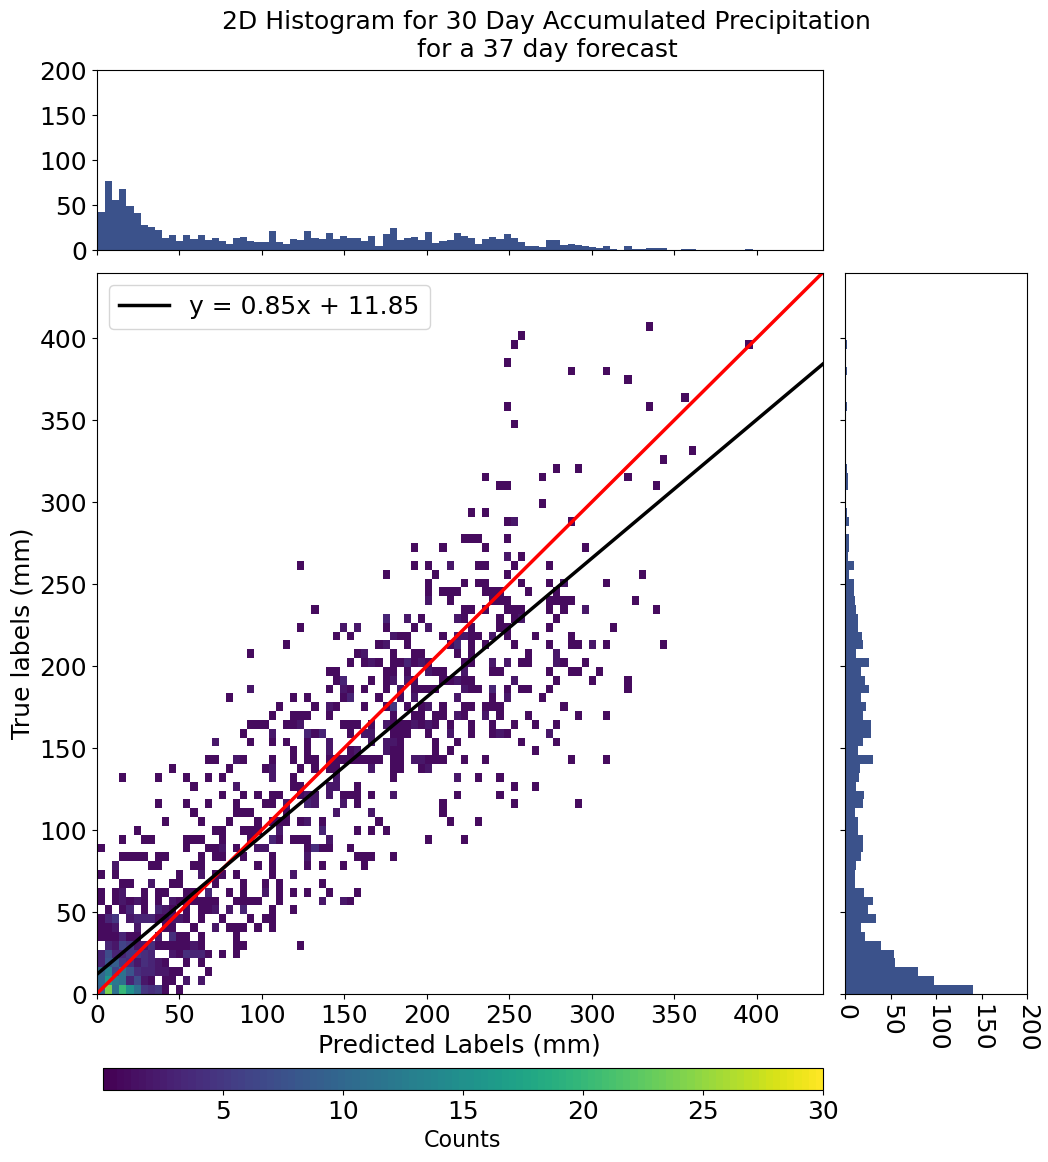 2D Histogram for 30 Day Accumulated Precipitation
for a 37 day forecast
200
150
100
50
0
y = 0.85x + 11.85
400
350
300
250
200
150
100
50
0
True labels (mm)
0 50 100 150 200 250 300 350 400
Predicted Labels (mm)
0 50 100 150 200
5 10 15 20 25 30
Counts